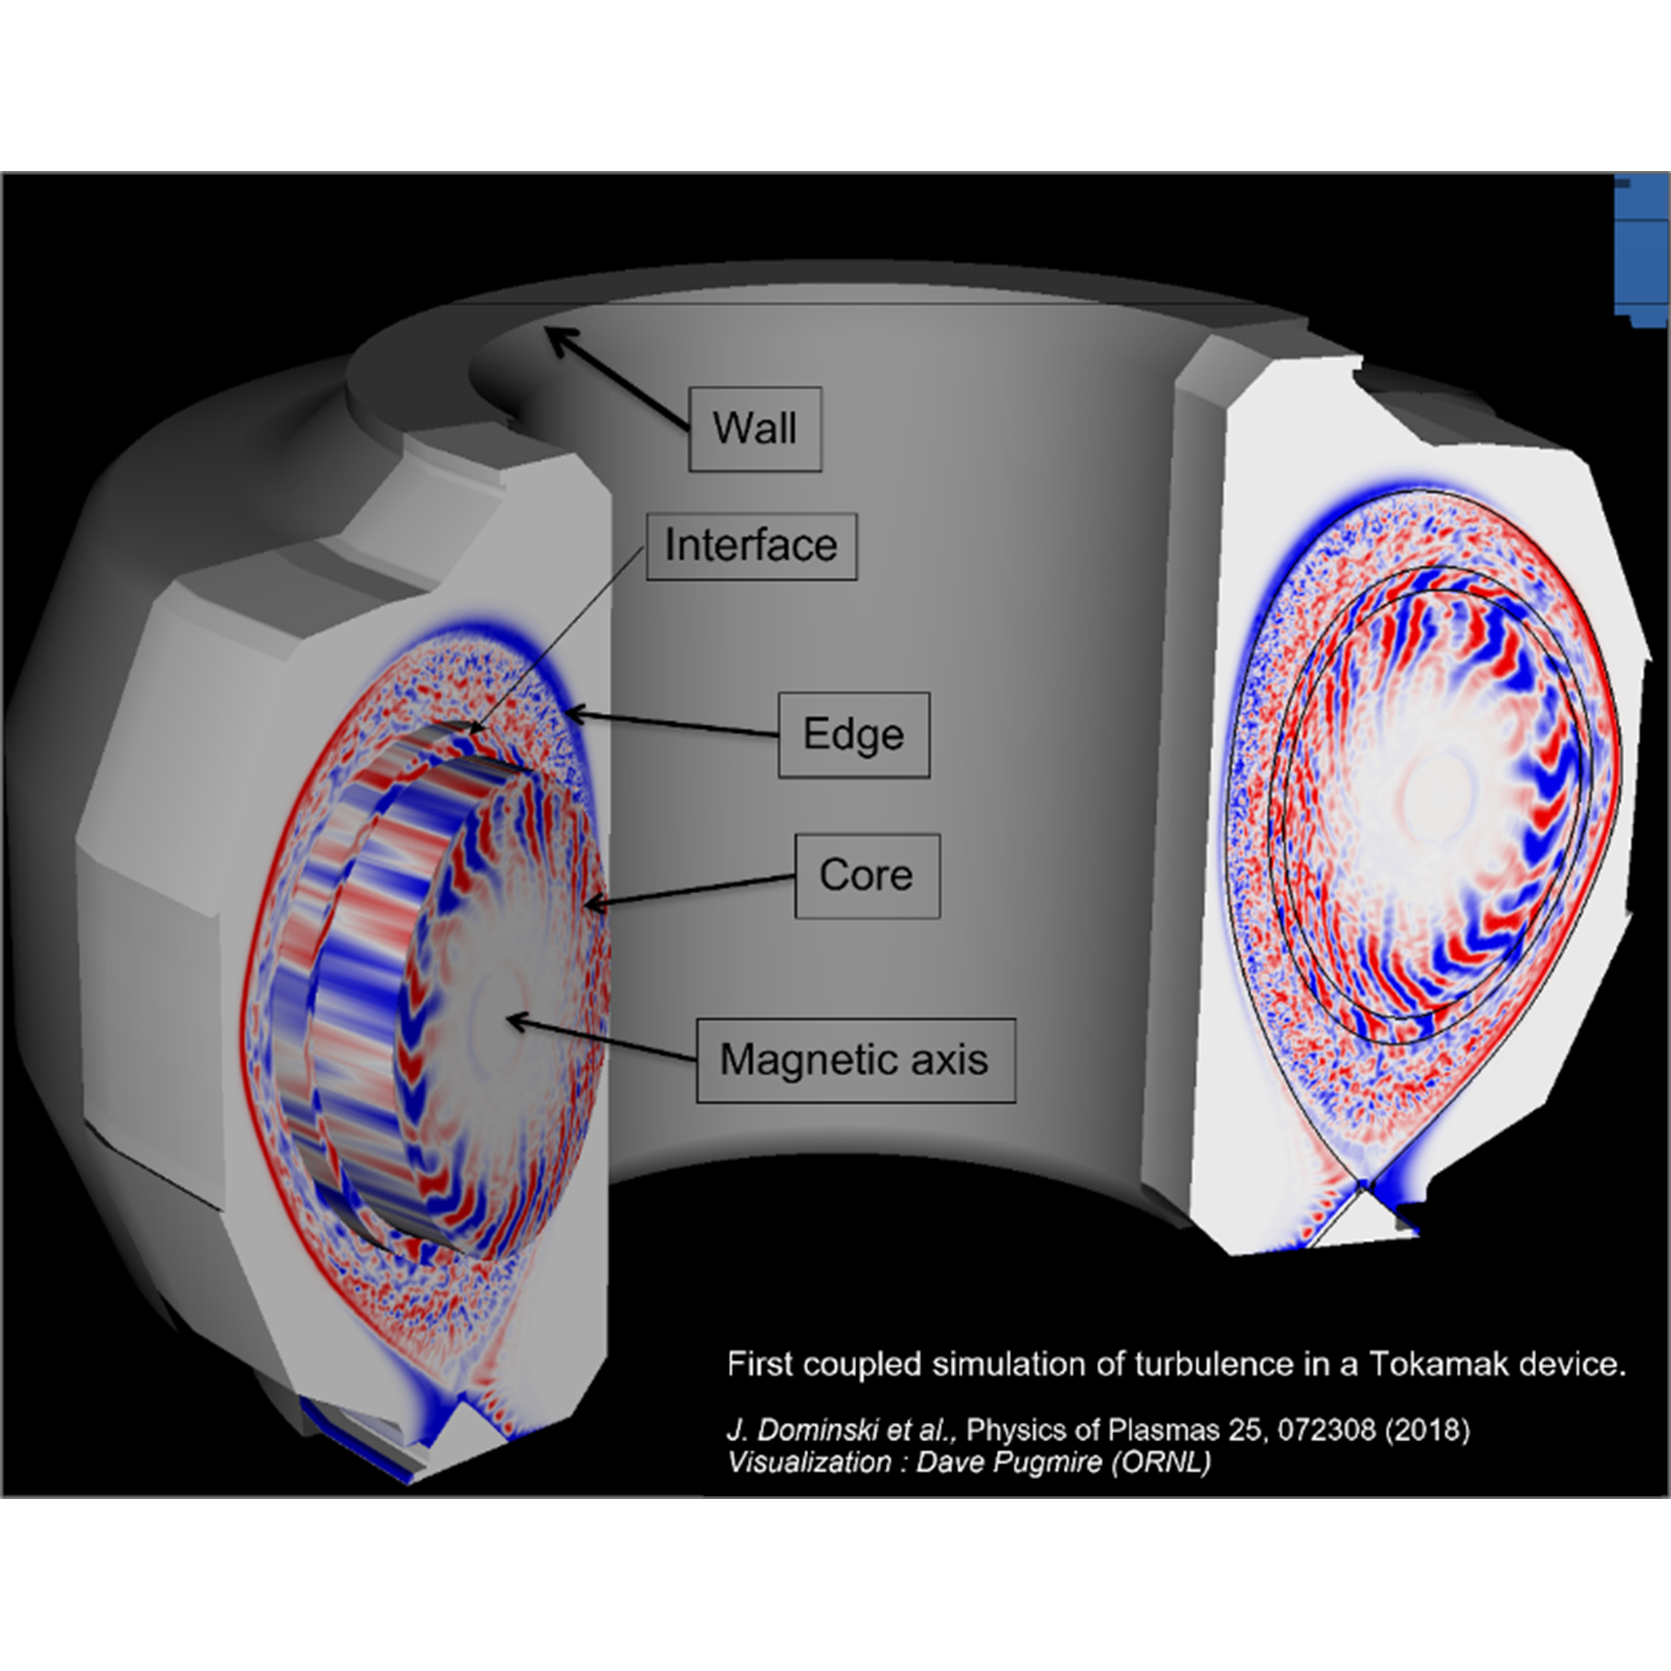 Wall
Interface
Edge
Core
Magnetic axis
First coupled simulation of turbulence in a Tokamak device.
J. Dominski et al., Physics of Plasmas 25, 072308 (2018)
Visualization : Dave Pugmire (ORNL)